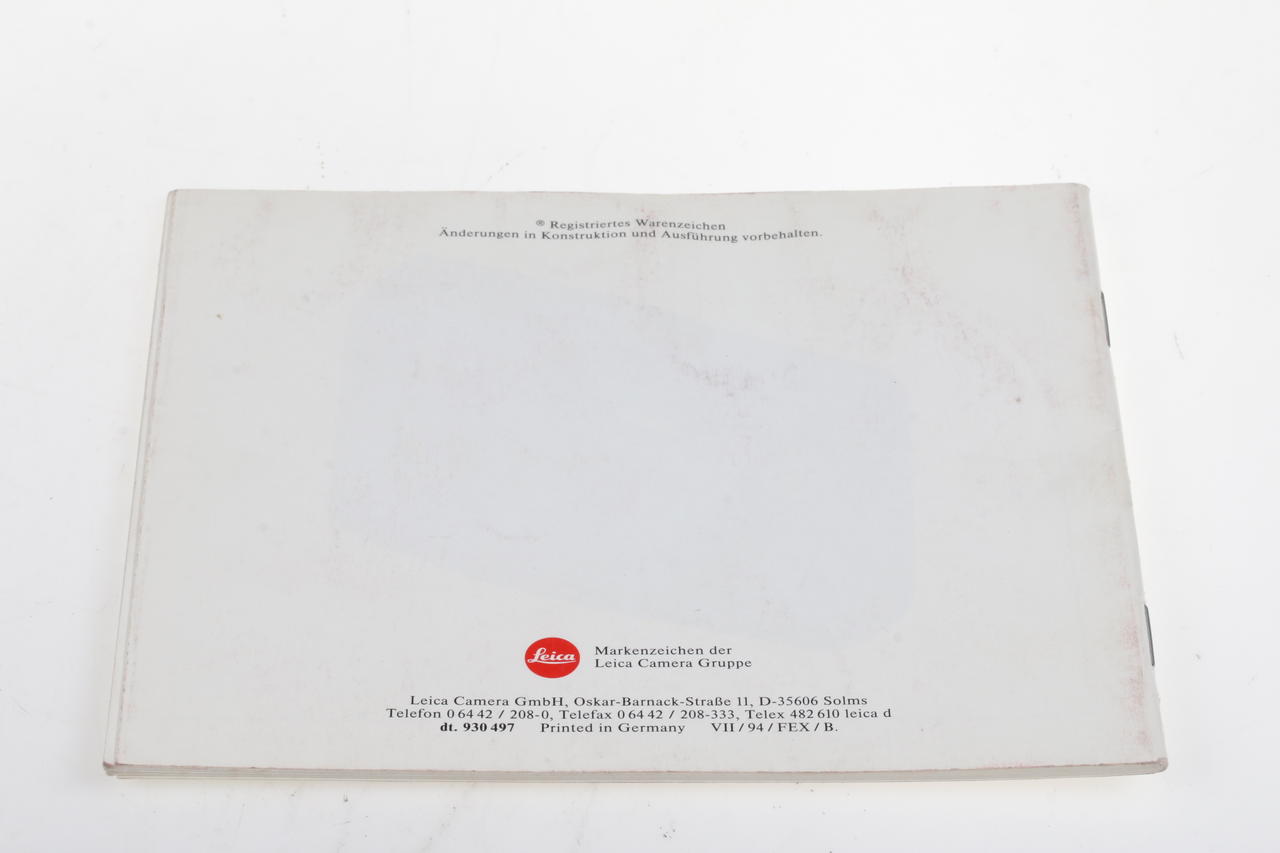 ® Registriertes Warenzeichen
Änderungen in Konstruktion und Ausführung vorbehalten.
Leica
Markenzeichen der
Leica Camera Gruppe
Leica Camera GmbH, Oskar-Barnack-Straße 11, D-35606 Solms
Telefon 0 64 42 / 208-0, Telefax 0 64 42 / 208-333, Telex 482 610 leica d
dt. 930 497 Printed in Germany VII / 94 / FEX / B.